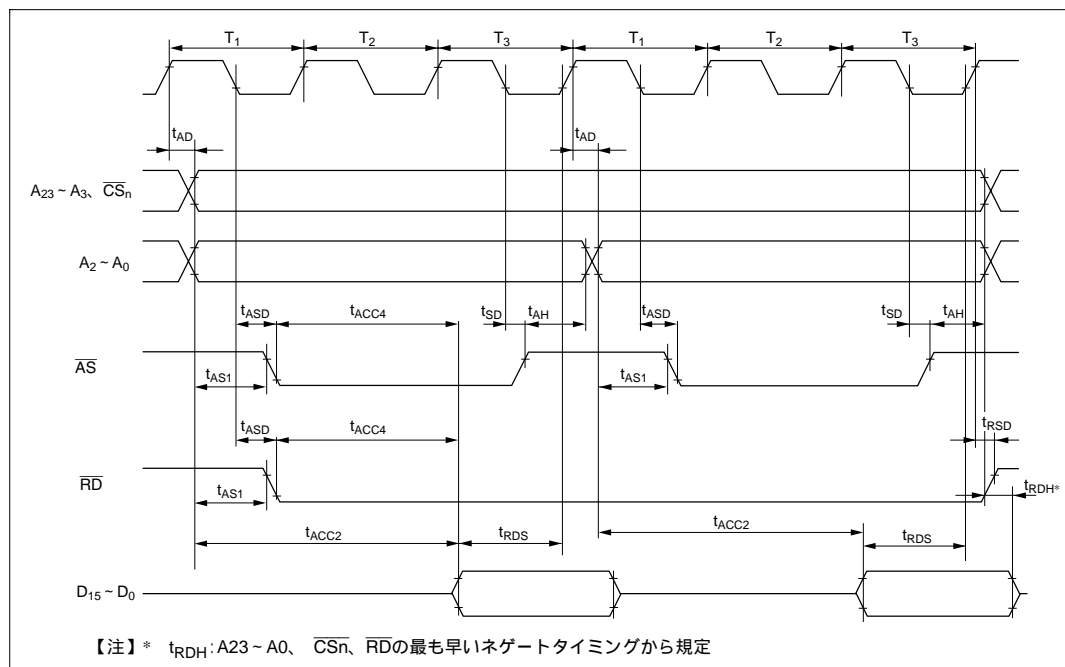 T1 T2 T3 T1 T2 T3
tAD tAD
A23 ~ A3、 CSn
A2 ~ A0
tASD tACC4 tSD tAH tASD tSD tAH
AS
tAS1 tAS1
tASD tACC4 tRSD
RD
tAS1 tRDH*
tACC2 tRDS tACC2 tRDS
D15 ~ D0
【注】* tRDH: A23 ~ A0、 CSn、RDの最も早いネゲートタイミングから規定